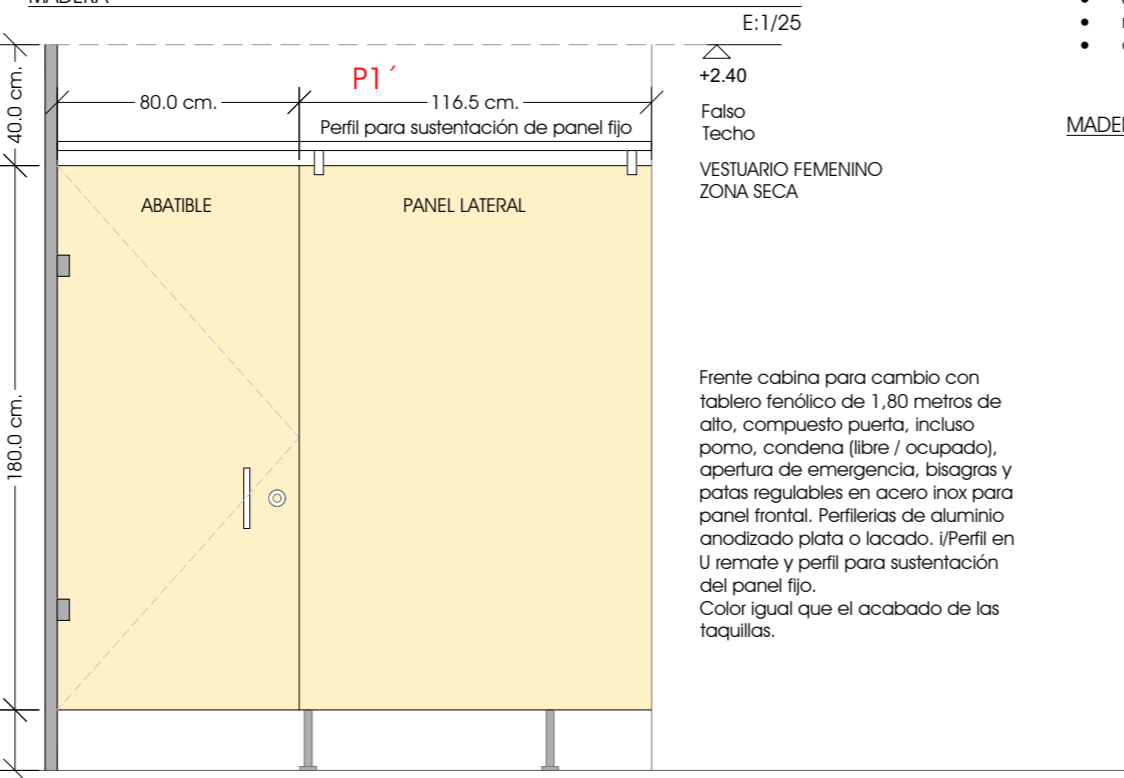 MADERA
E:1/25
40.0 cm.
P1´
80.0 cm.
116.5 cm.
Perfil para sustentación de panel fijo
+2.40
Falso
Techo
VESTUARIO FEMENINO
ZONA SECA
ABATIBLE
PANEL LATERAL
180.0 cm.
Frente cabina para cambio con
tablero fenólico de 1,80 metros de
alto, compuesto puerta, incluso
pomo, condena (libre / ocupado),
apertura de emergencia, bisagras y
patas regulables en acero inox para
panel frontal. Perfilerias de aluminio
anodizado plata o lacado. i/Perfil en
U remate y perfil para sustentación
del panel fijo.
Color igual que el acabado de las
taquillas.